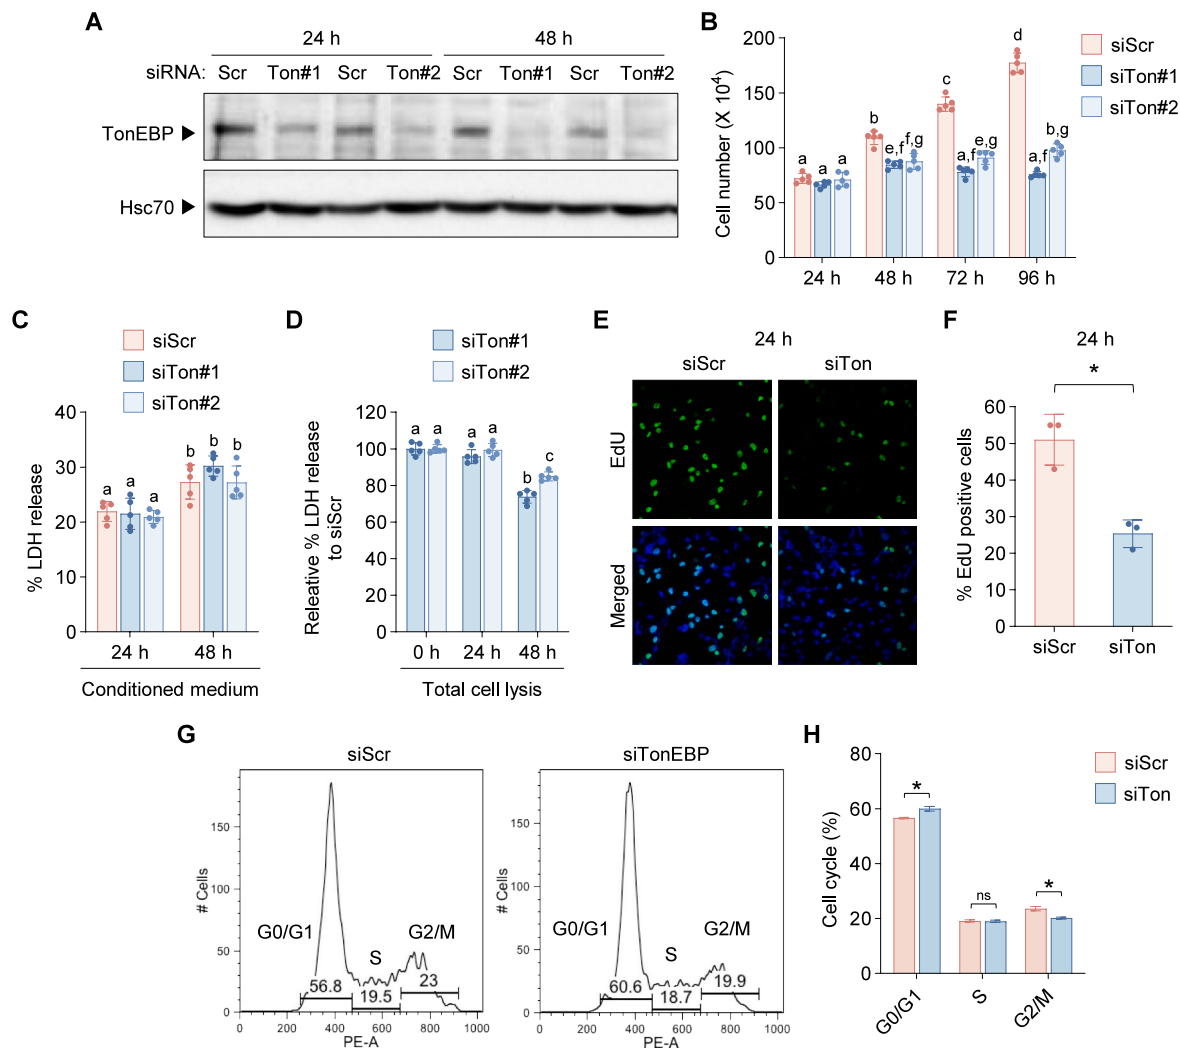 A
24 h
48 h
siRNA: Scr Ton#1 Scr Ton#2 Scr Ton#1 Scr Ton#2
TonEBP
Hsc70
B
Cell number (X 10⁴)
200
150
100
50
0
a
a
a
b
e,f
f,g
c
a,f
e,g
d
a,f
b,g
24 h
48 h
72 h
96 h
siScr
siTon#1
siTon#2
C
siScr
siTon#1
siTon#2
% LDH release
40
30
20
10
0
a
a
a
b
b
b
24 h
48 h
Conditioned medium
D
siTon#1
siTon#2
Releative % LDH release
to siScr
120
100
80
60
40
20
0
a
a
a
a
b
c
0 h
24 h
48 h
Total cell lysis
E
24 h
siScr
siTon
EdU
Merged
F
24 h
*
% EdU positive cells
60
50
40
30
20
10
0
siScr
siTon
G
siScr
# Cells
150
100
50
0
G0/G1
S
G2/M
56.8
19.5
23
0
200
400
600
800
1000
PE-A
siTonEBP
# Cells
150
100
50
0
G0/G1
S
G2/M
60.6
18.7
19.9
0
200
400
600
800
1000
PE-A
H
siScr
siTon
Cell cycle (%)
80
60
40
20
0
*
ns
*
G0/G1
S
G2/M